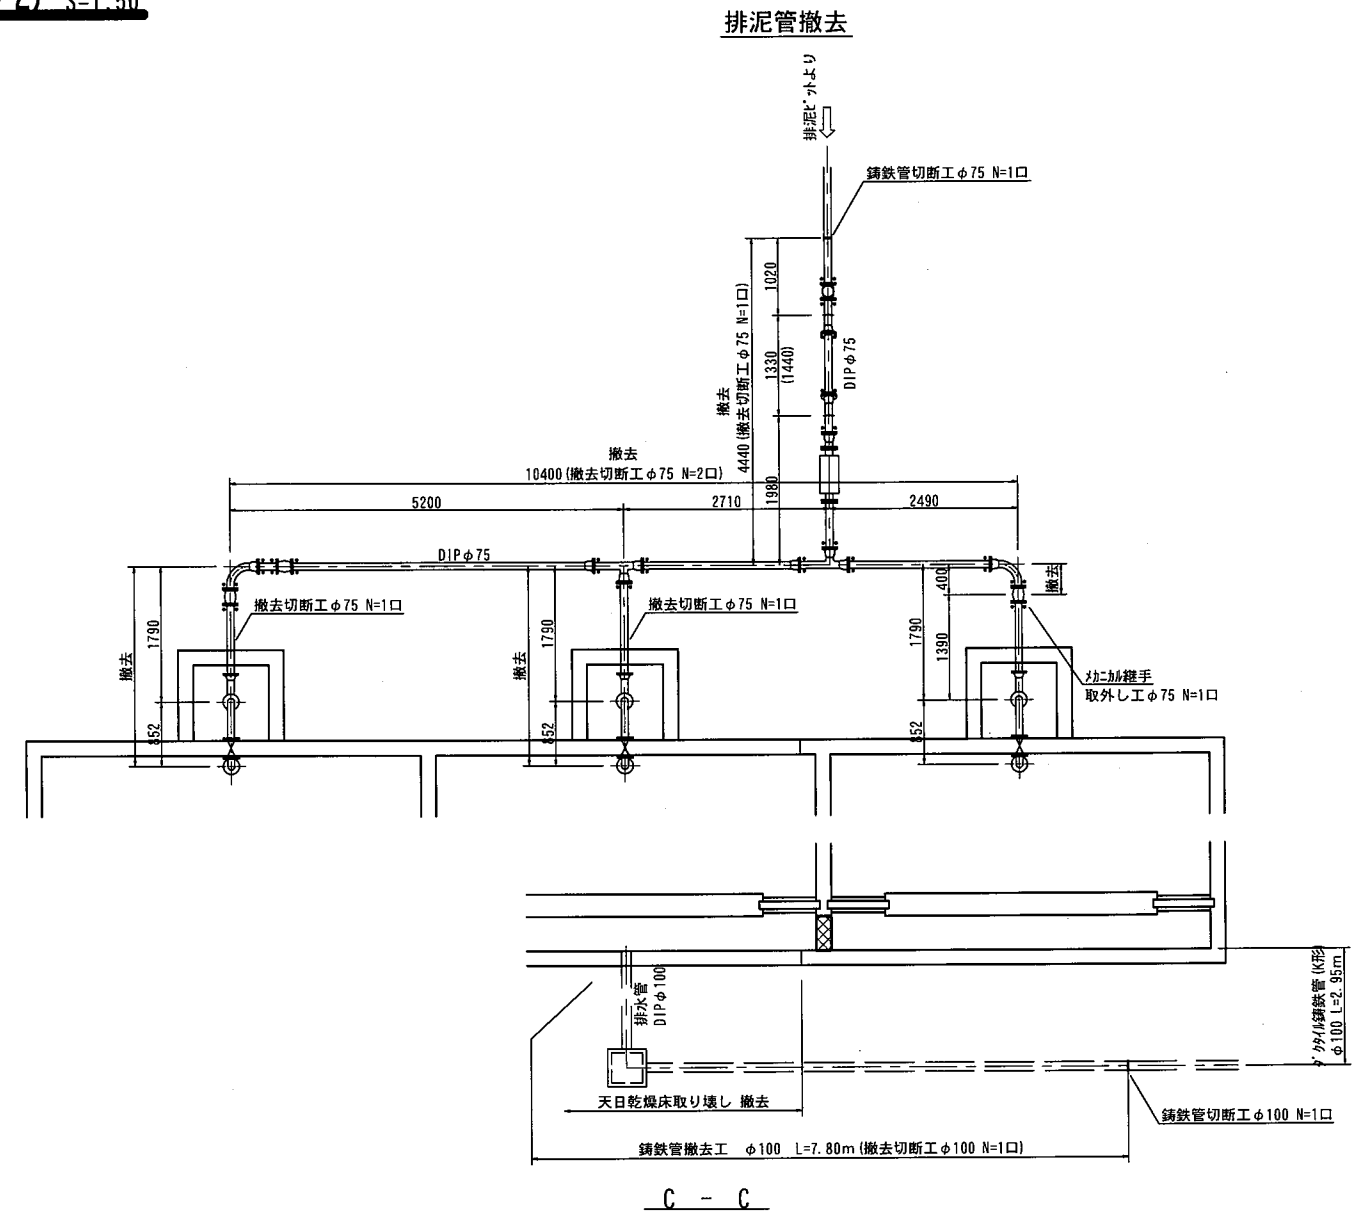 2) S=1:50
排泥管撤去
排泥ﾋﾟｯﾄより
鋳鉄管切断工φ75 N=1口
1020
1330
(1440)
1980
撤去
4440(撤去切断工φ75 N=1口)
DIPφ75
撤去
10400(撤去切断工φ75 N=2口)
5200
2710
2490
DIPφ75
撤去切断工φ75 N=1口
撤去切断工φ75 N=1口
400
撤去
撤去
1790
852
撤去
1790
852
1790
1390
852
ﾒｶﾆｶﾙ継手
取外し工φ75 N=1口
排水管
DIPφ100
ﾀﾞｸﾀｲﾙ鋳鉄管(K形)
φ100 L=2.95m
天日乾燥床取り壊し 撤去
鋳鉄管切断工φ100 N=1口
鋳鉄管撤去工 φ100 L=7.80m(撤去切断工φ100 N=1口)
C - C